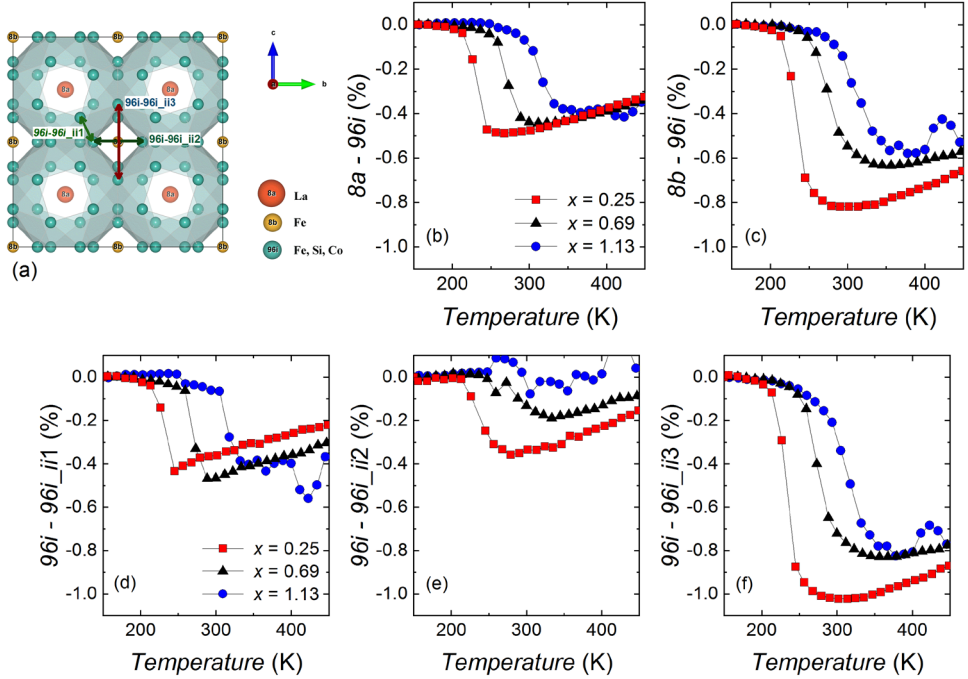 8b 8b 8b
8a 8a
96i-96i_ii3
96i-96i_ii1
96i-96i_ii2
8b 8b
8a 8a
8b 8b 8b
c
b
8a La
8b Fe
96i Fe, Si, Co
(a)
0.0
-0.2
-0.4
-0.6
-0.8
-1.0
8a - 96i (%)
x = 0.25
x = 0.69
x = 1.13
(b)
200 300 400
Temperature (K)
0.0
-0.2
-0.4
-0.6
-0.8
-1.0
8b - 96i (%)
(c)
200 300 400
Temperature (K)
0.0
-0.2
-0.4
-0.6
-0.8
-1.0
96i - 96i_ii1 (%)
x = 0.25
x = 0.69
x = 1.13
(d)
200 300 400
Temperature (K)
0.0
-0.2
-0.4
-0.6
-0.8
-1.0
96i - 96i_ii2 (%)
(e)
200 300 400
Temperature (K)
0.0
-0.2
-0.4
-0.6
-0.8
-1.0
96i - 96i_ii3 (%)
(f)
200 300 400
Temperature (K)